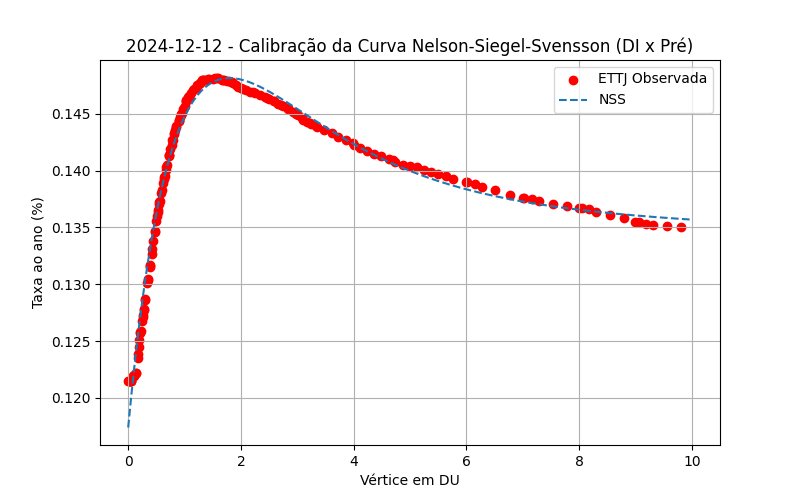 2024-12-12 - Calibração da Curva Nelson-Siegel-Svensson (DI x Pré)
ETTJ Observada
NSS
Taxa ao ano (%)
0.145
0.140
0.135
0.130
0.125
0.120
0 2 4 6 8 10
Vértice em DU